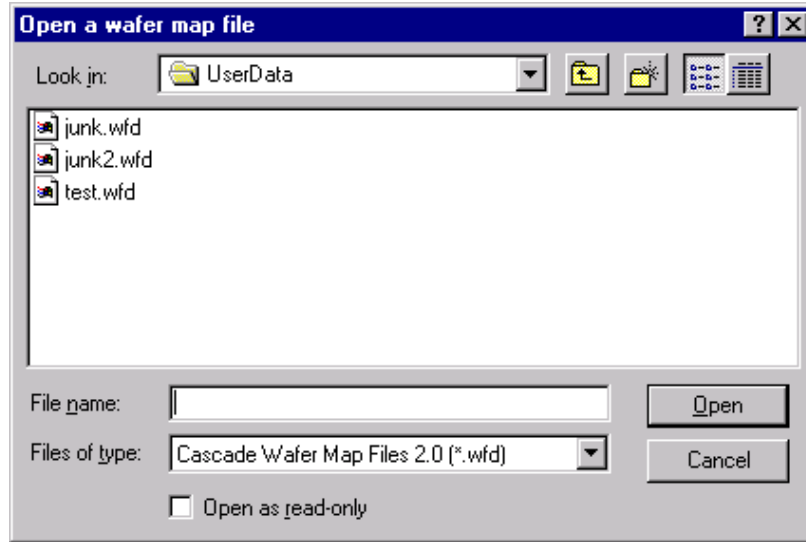 Open a wafer map file
Look in: UserData
junk.wfd
junk2.wfd
test.wfd
File name: Open
Files of type: Cascade Wafer Map Files 2.0 (*.wfd) Cancel
Open as read-only